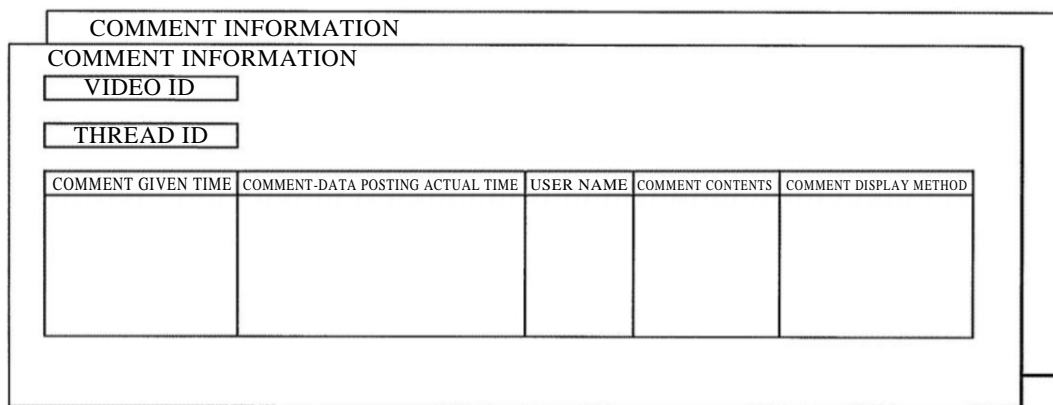 COMMENT INFORMATION
COMMENT INFORMATION
VIDEO ID
THREAD ID
COMMENT GIVEN TIME COMMENT-DATA POSTING ACTUAL TIME USER NAME COMMENT CONTENTS COMMENT DISPLAY METHOD